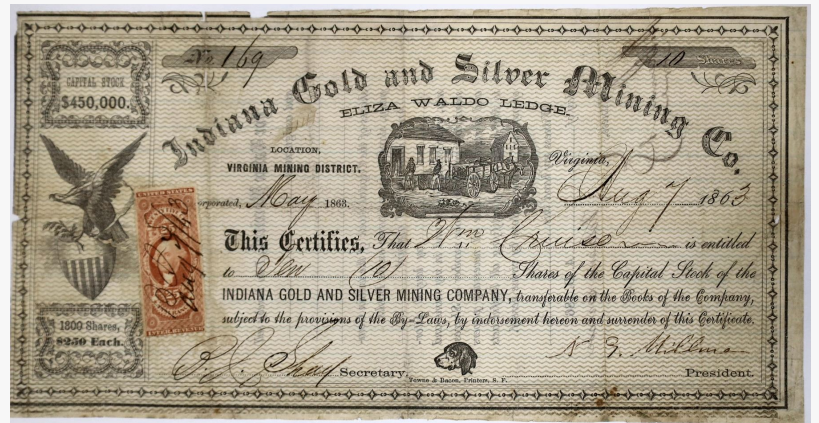 No. 169
10 Shares
CAPITAL STOCK
$450,000.
Indiana Gold and Silver Mining Co.
ELIZA WALDO LEDGE.
LOCATION,
VIRGINIA MINING DISTRICT.
Virginia, Aug 7 1863
Incorporated, May 1863.
UNITED STATES
This Certifies, That Wm Cruise is entitled
to Ten 10 Shares of the Capital Stock of the
INDIANA GOLD AND SILVER MINING COMPANY, transferable on the Books of the Company,
subject to the provisions of the By-Laws, by indorsement hereon and surrender of this Certificate.
1800 Shares,
$250 Each.
Secretary.
Towne & Bacon, Printers, S. F.
President.